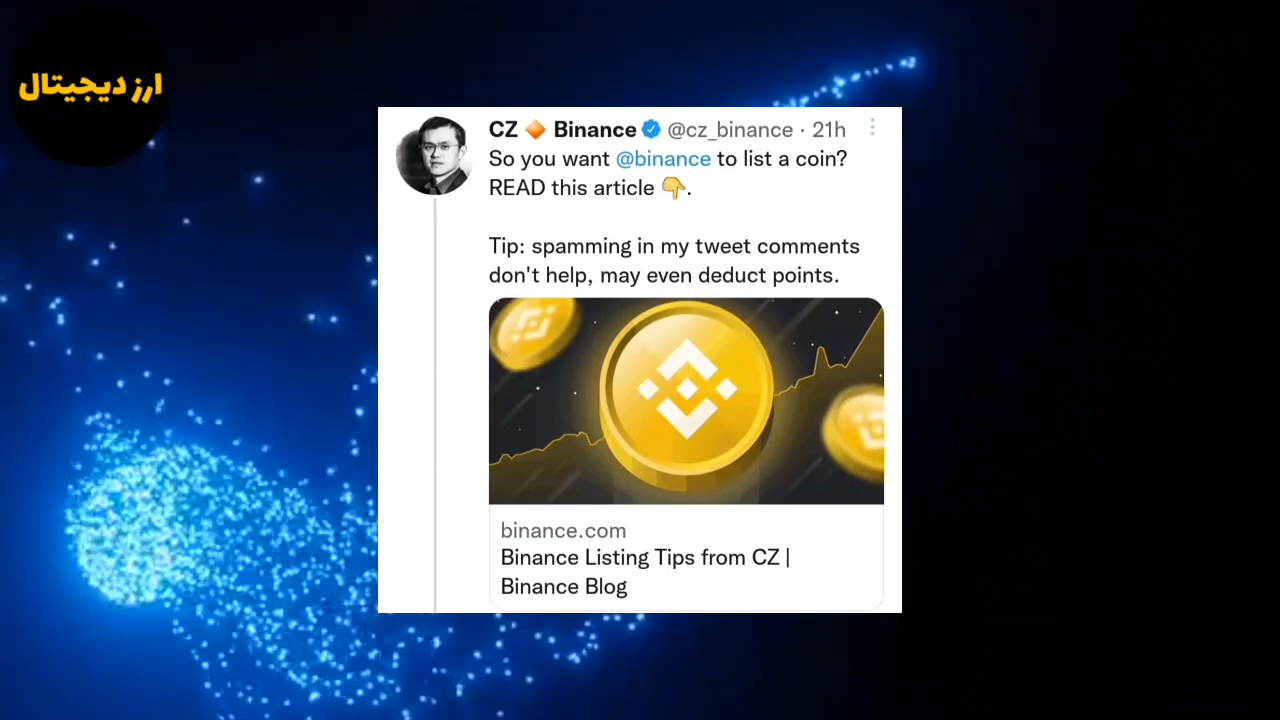 ارز دیجیتال
CZ 🔶 Binance @cz_binance · 21h
So you want @binance to list a coin?
READ this article 👇.
Tip: spamming in my tweet comments
don't help, may even deduct points.
binance.com
Binance Listing Tips from CZ |
Binance Blog